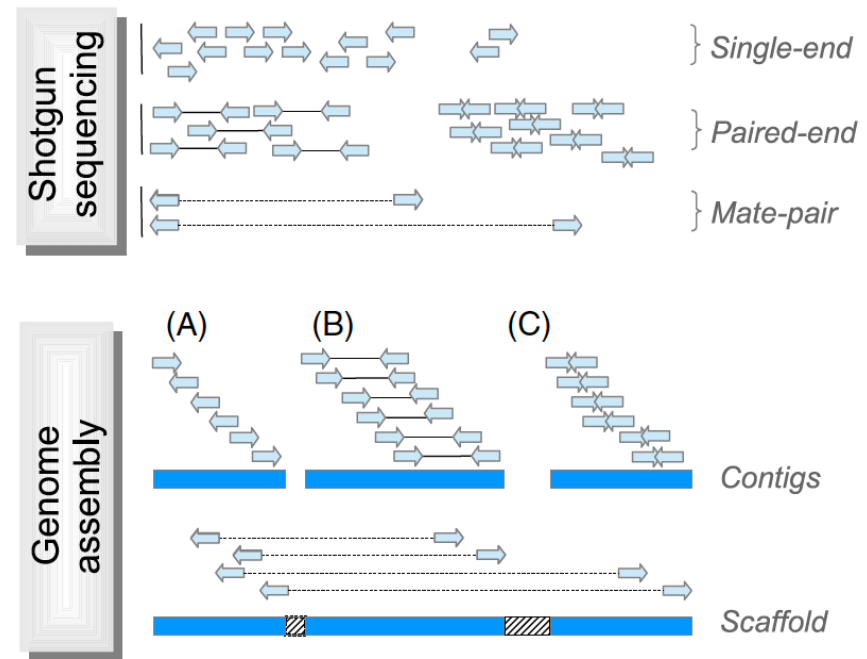 Shotgun
sequencing
Single-end
Paired-end
Mate-pair
Genome
assembly
(A) (B) (C)
Contigs
Scaffold